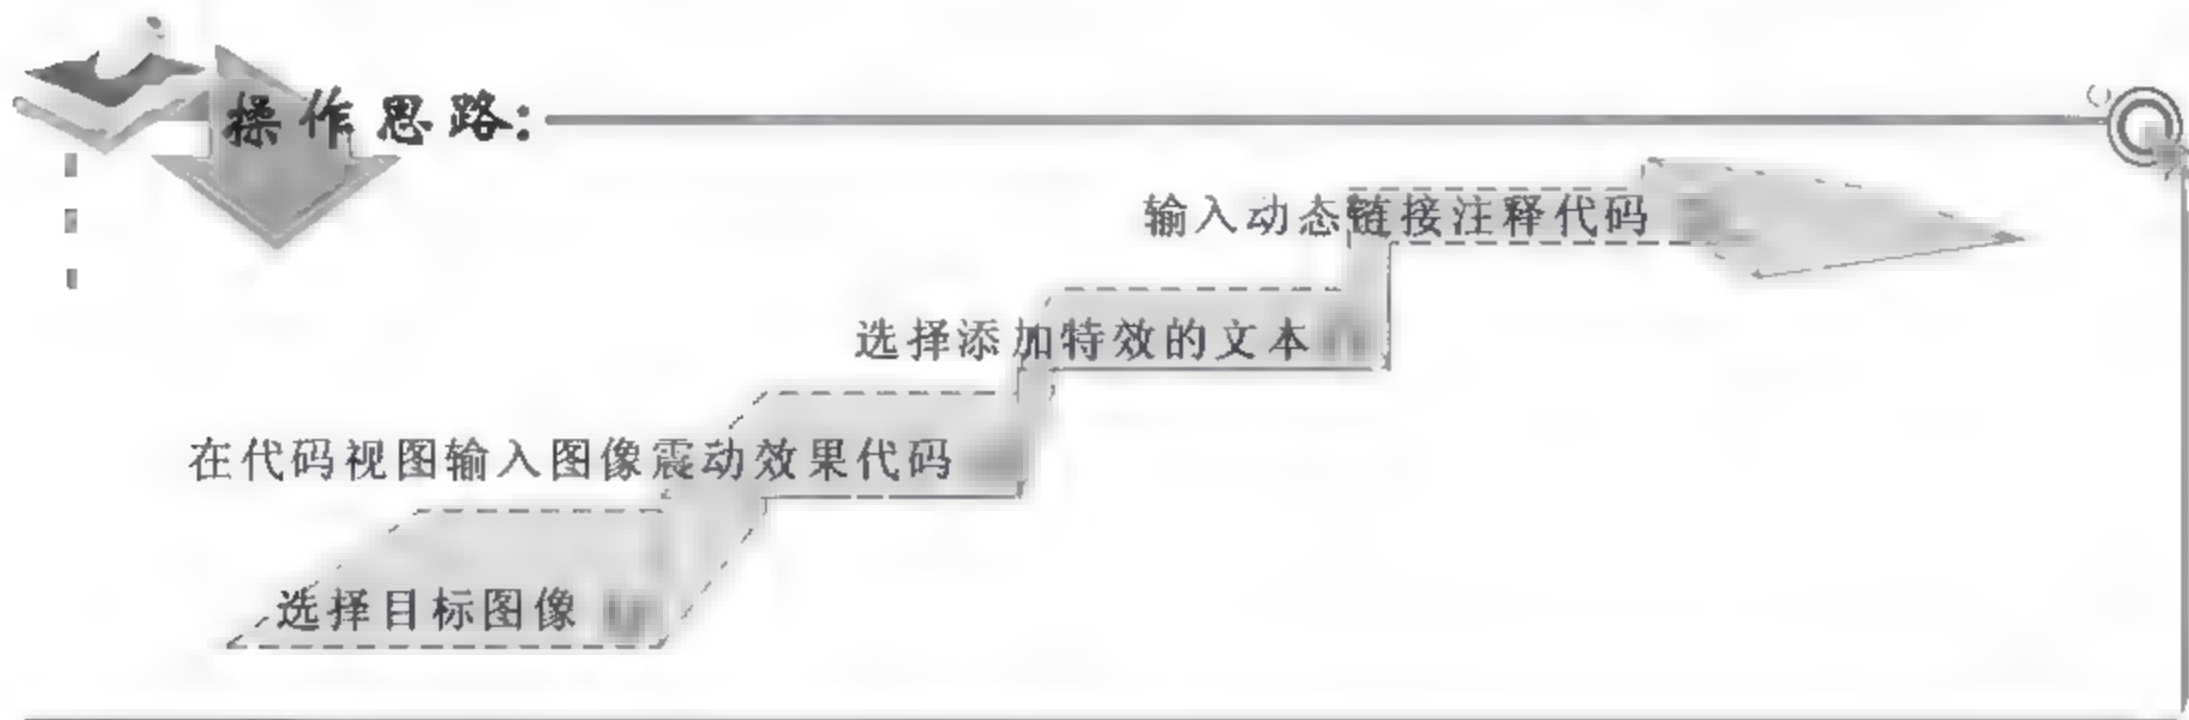 操作思路:
输入动态链接注释代码
选择添加特效的文本
在代码视图输入图像震动效果代码
选择目标图像